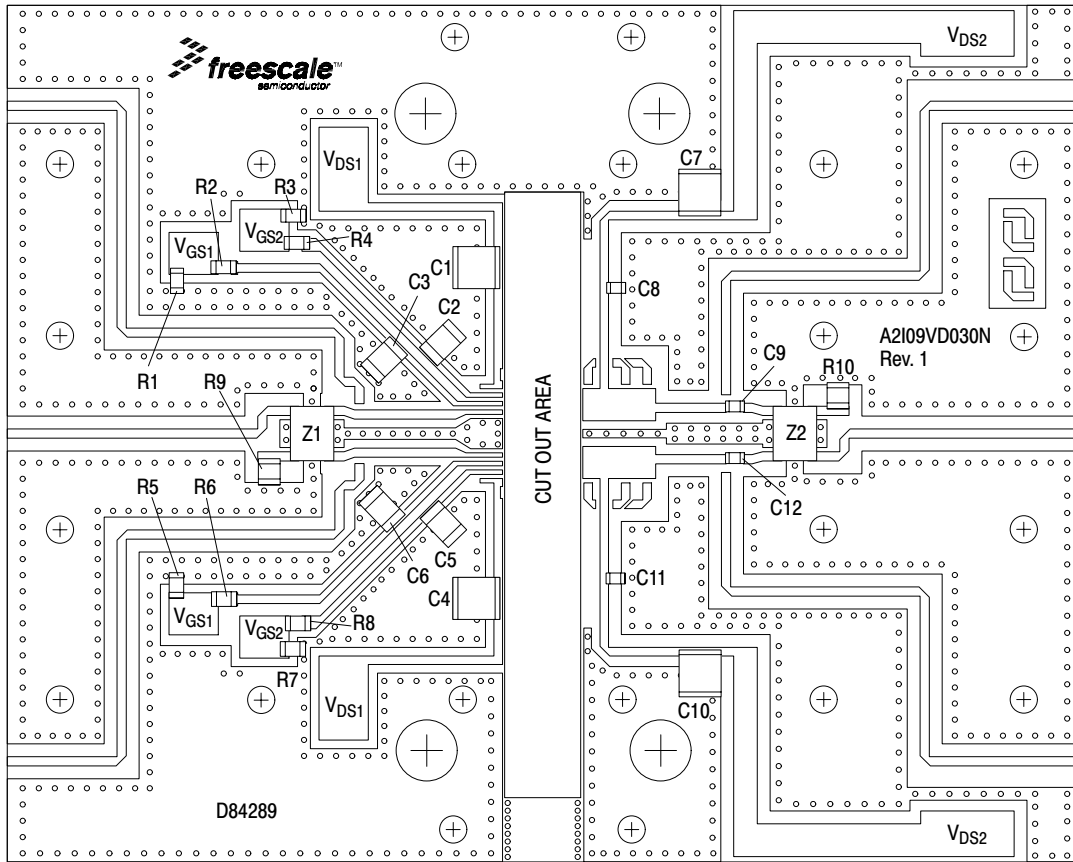 freescale™
semiconductor
VDS2
VDS1
C7
R2
R3
VGS1
VGS2
R4
C1
C3
C2
C8
A2I09VD030N
Rev. 1
R1
R9
C9
R10
Z1
CUT OUT AREA
Z2
R5
R6
C12
C5
C6
C11
C4
VGS1
VGS2
R8
R7
VDS1
C10
D84289
VDS2